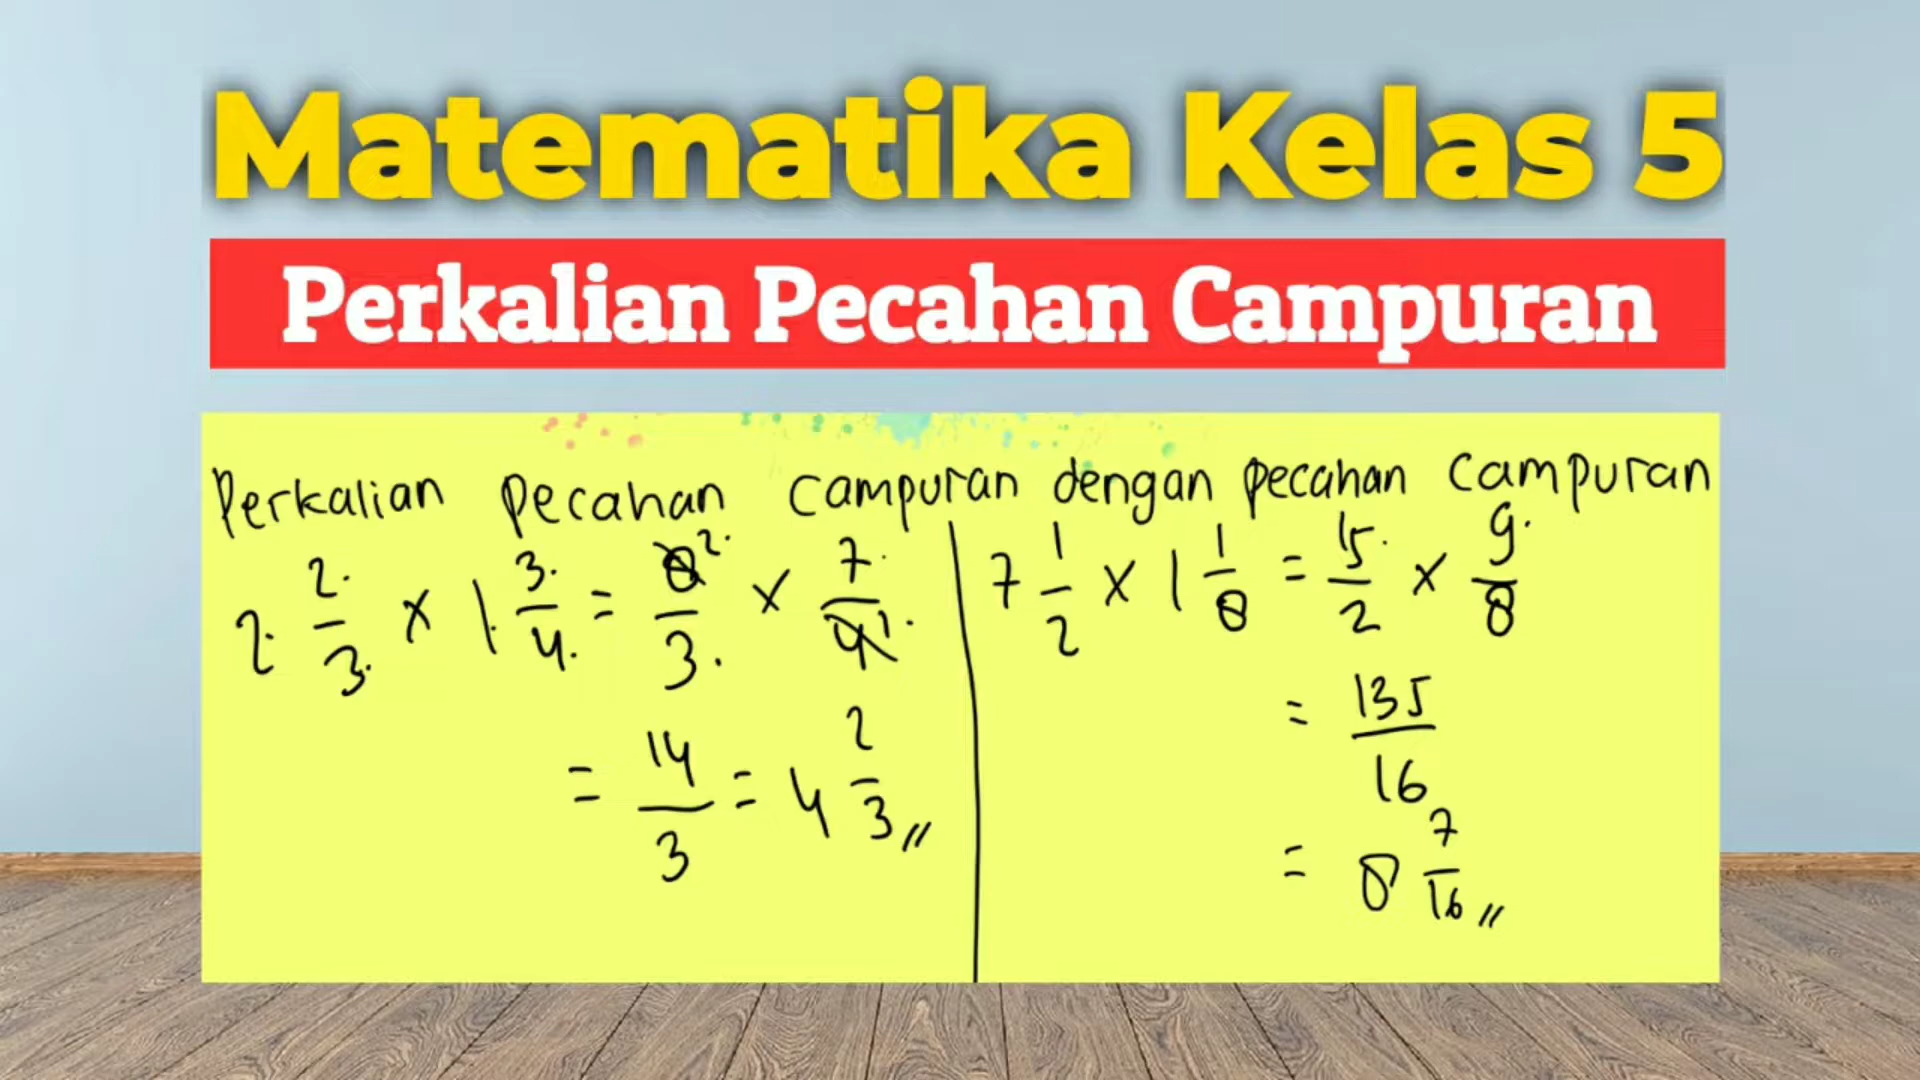 Matematika Kelas 5
Perkalian Pecahan Campuran
Perkalian pecahan campuran dengan pecahan campuran
2 2/3 × 1 3/4 = 8²/3 × 7/4¹
= 14/3 = 4 2/3 //
7 1/2 × 1 1/8 = 15/2 × 9/8
= 135/16
= 8 7/16 //